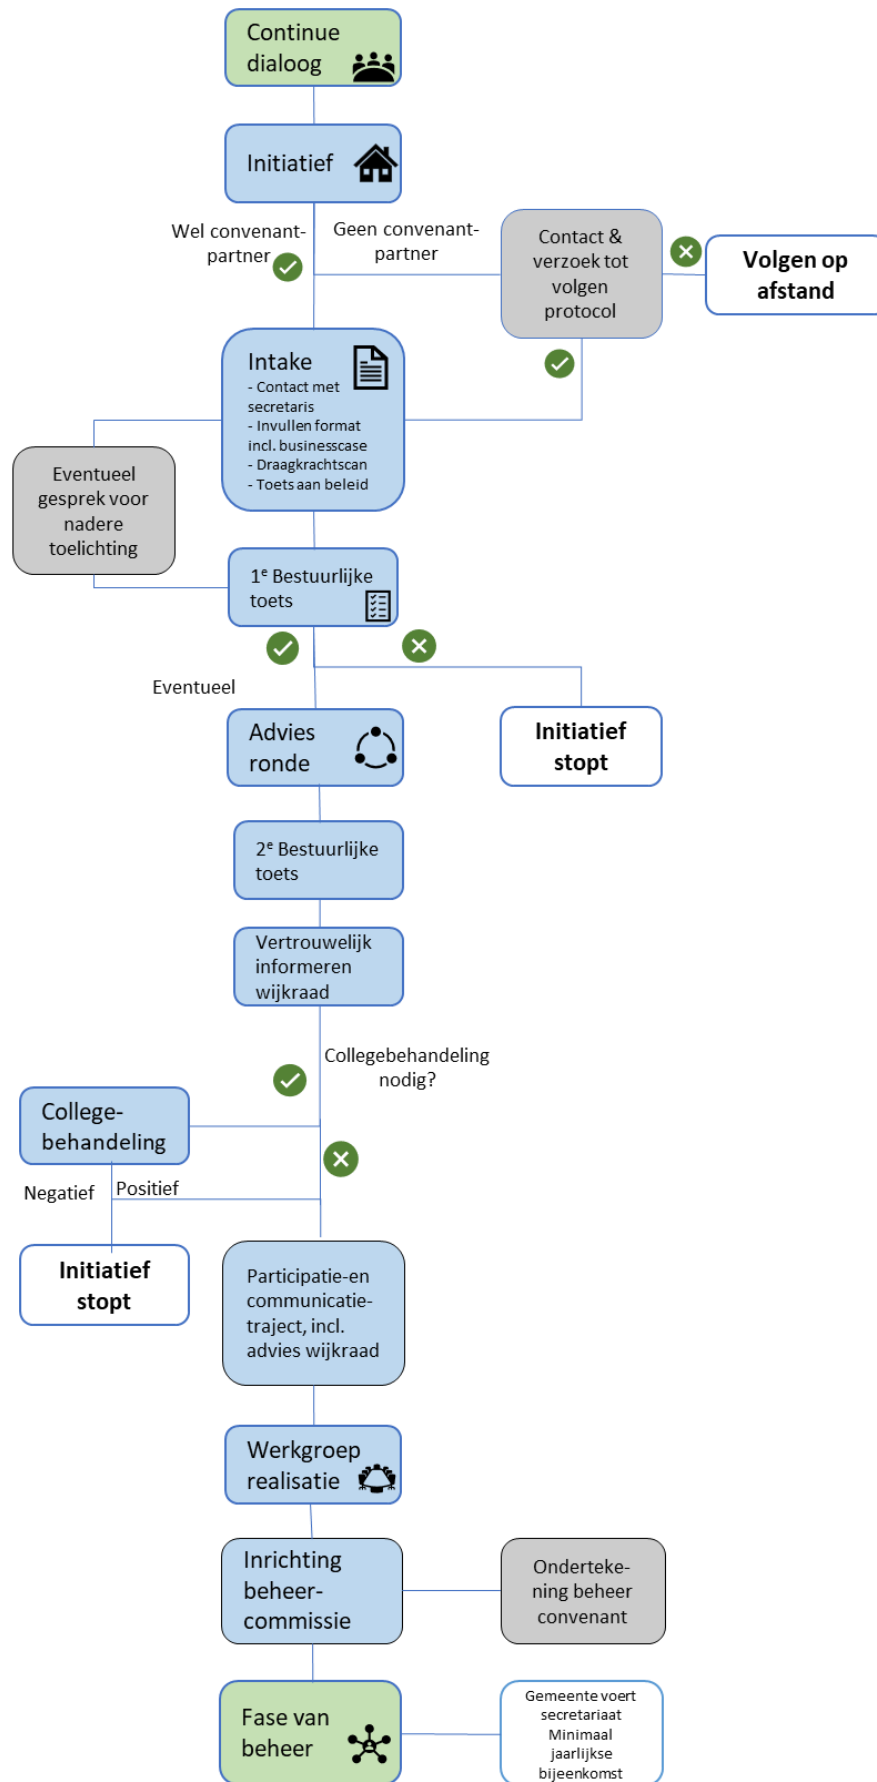 Continue
dialoog
Initiatief
Wel convenant-
partner
Geen convenant-
partner
Contact &
verzoek tot
volgen
protocol
Volgen op
afstand
Intake
- Contact met
secretaris
- Invullen format
incl. businesscase
- Draagkrachtscan
- Toets aan beleid
Eventueel
gesprek voor
nadere
toelichting
1e Bestuurlijke
toets
Eventueel
Advies
ronde
Initiatief
stopt
2e Bestuurlijke
toets
Vertrouwelijk
informeren
wijkraad
Collegebehandeling
nodig?
College-
behandeling
Negatief
Positief
Initiatief
stopt
Participatie-en
communicatie-
traject, incl.
advies wijkraad
Werkgroep
realisatie
Inrichting
beheer-
commissie
Onderteke-
ning beheer
convenant
Fase van
beheer
Gemeente voert
secretariaat
Minimaal
jaarlijkse
bijeenkomst